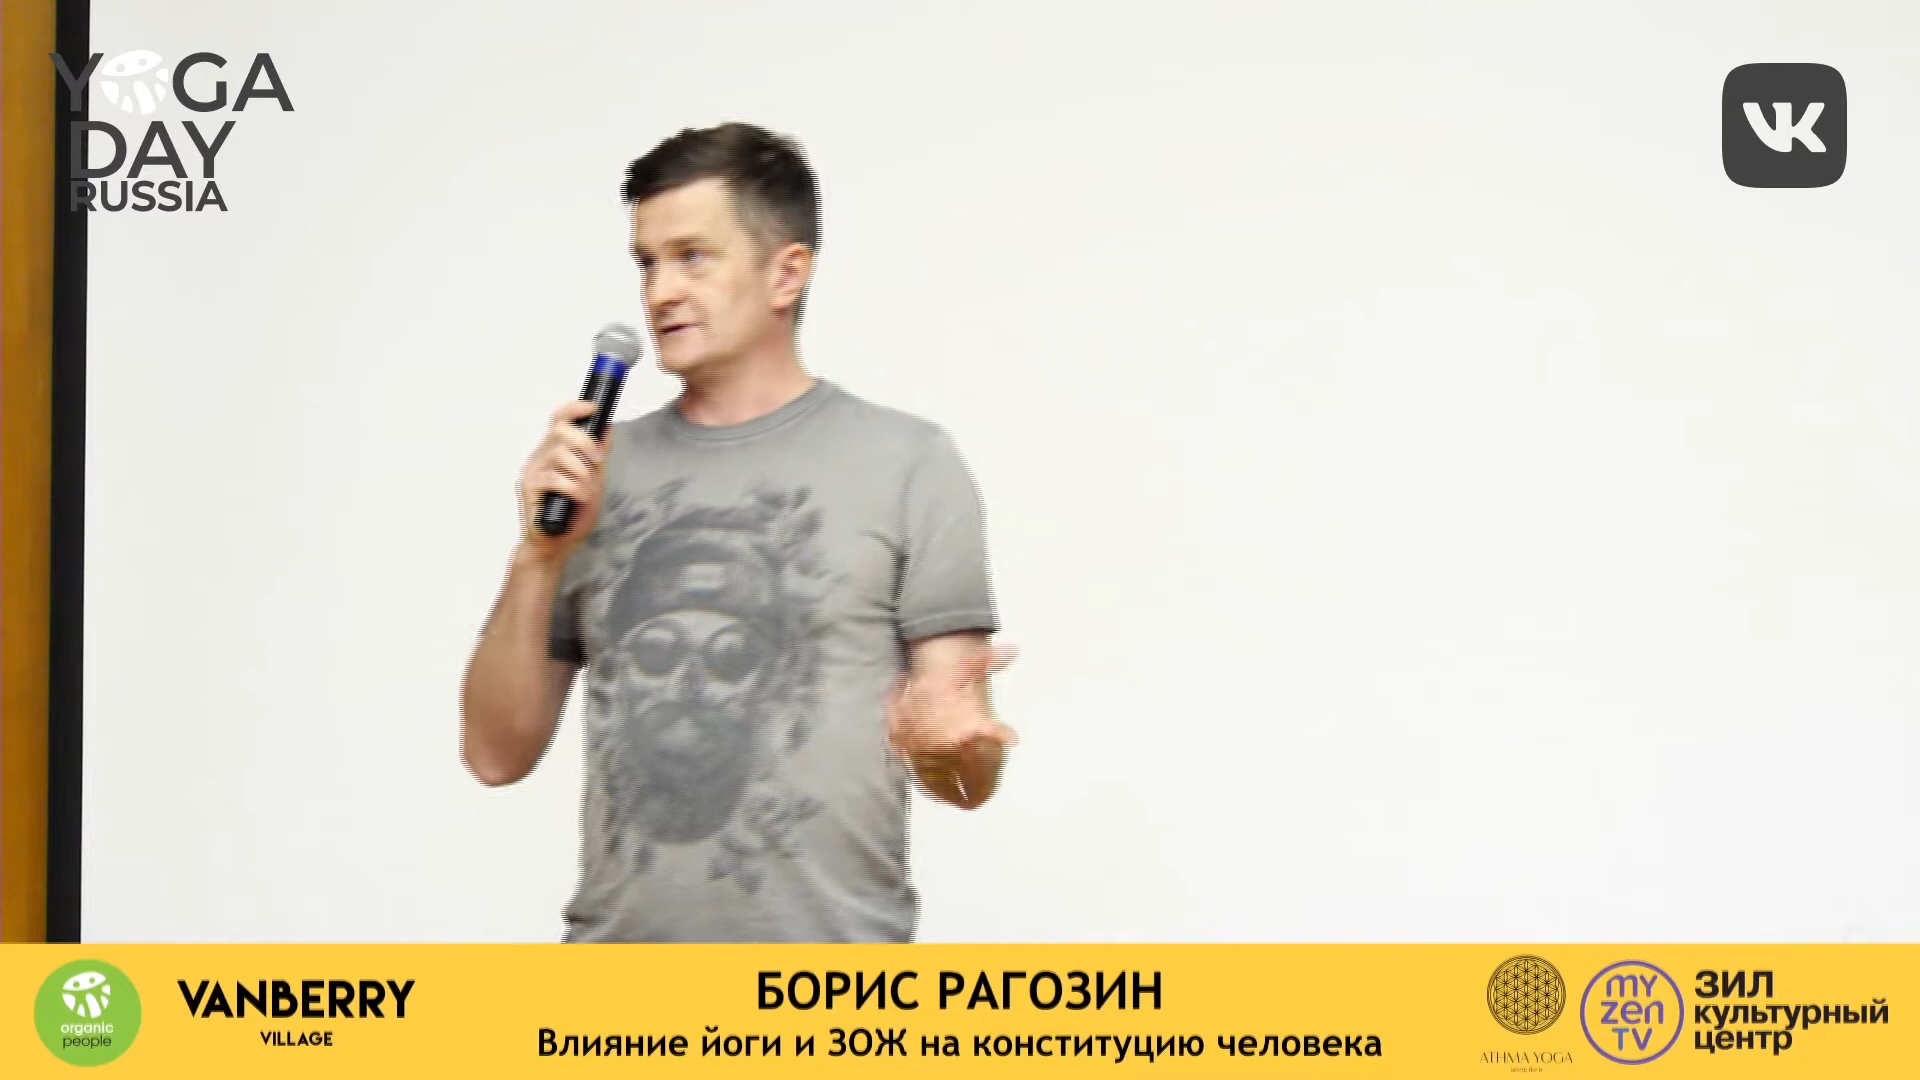 YOGA
DAY
RUSSIA
VK
organic
people
VANBERRY
VILLAGE
БОРИС РАГОЗИН
Влияние йоги и ЗОЖ на конституцию человека
ATHMA YOGA
my
zen
TV
ЗИЛ
культурный
центр